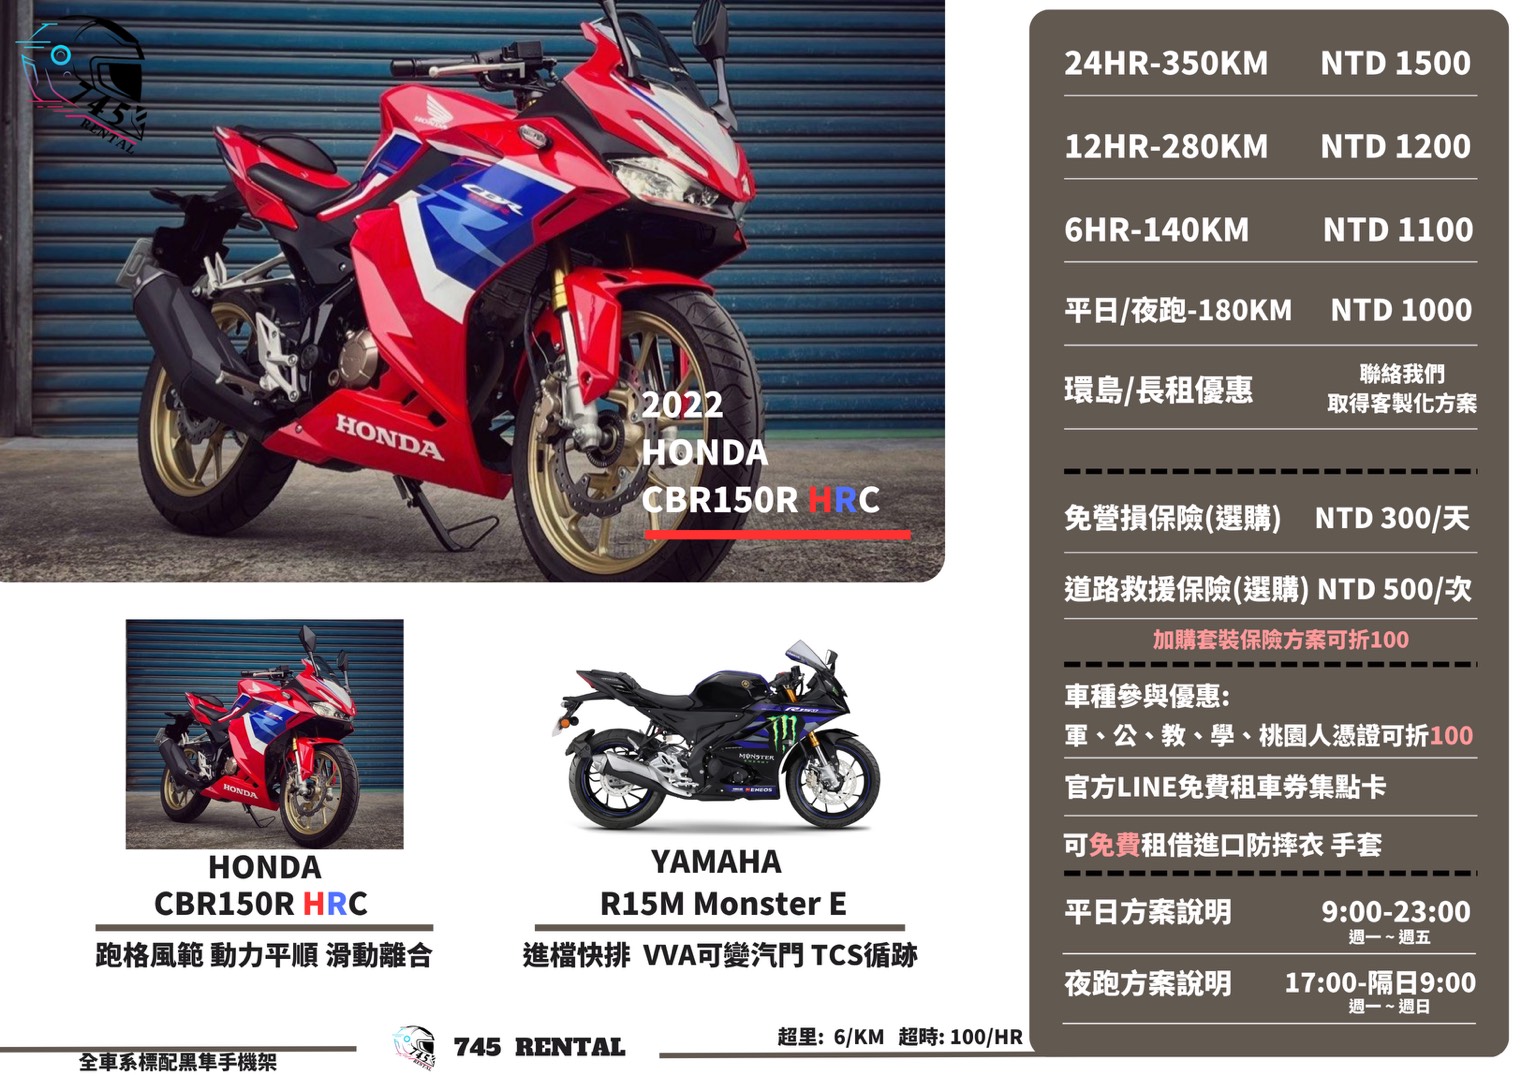 745
RENTAL
HONDA
CBR
HONDA
2022
HONDA
CBR150R HRC
HONDA
HONDA
CBR150R HRC
跑格風範 動力平順 滑動離合
R15M
MONSTER
ENERGY
ENEOS
YAMAHA
R15M Monster E
進檔快排 VVA可變汽門 TCS循跡
全車系標配黑隼手機架
745
RENTAL
745 RENTAL
超里: 6/KM 超時: 100/HR
24HR-350KM NTD 1500
12HR-280KM NTD 1200
6HR-140KM NTD 1100
平日/夜跑-180KM NTD 1000
環島/長租優惠 聯絡我們
取得客製化方案
免營損保險(選購) NTD 300/天
道路救援保險(選購) NTD 500/次
加購套裝保險方案可折100
車種參與優惠:
軍、公、教、學、桃園人憑證可折100
官方LINE免費租車券集點卡
可免費租借進口防摔衣 手套
平日方案說明 9:00-23:00
週一 ~ 週五
夜跑方案說明 17:00-隔日9:00
週一 ~ 週日